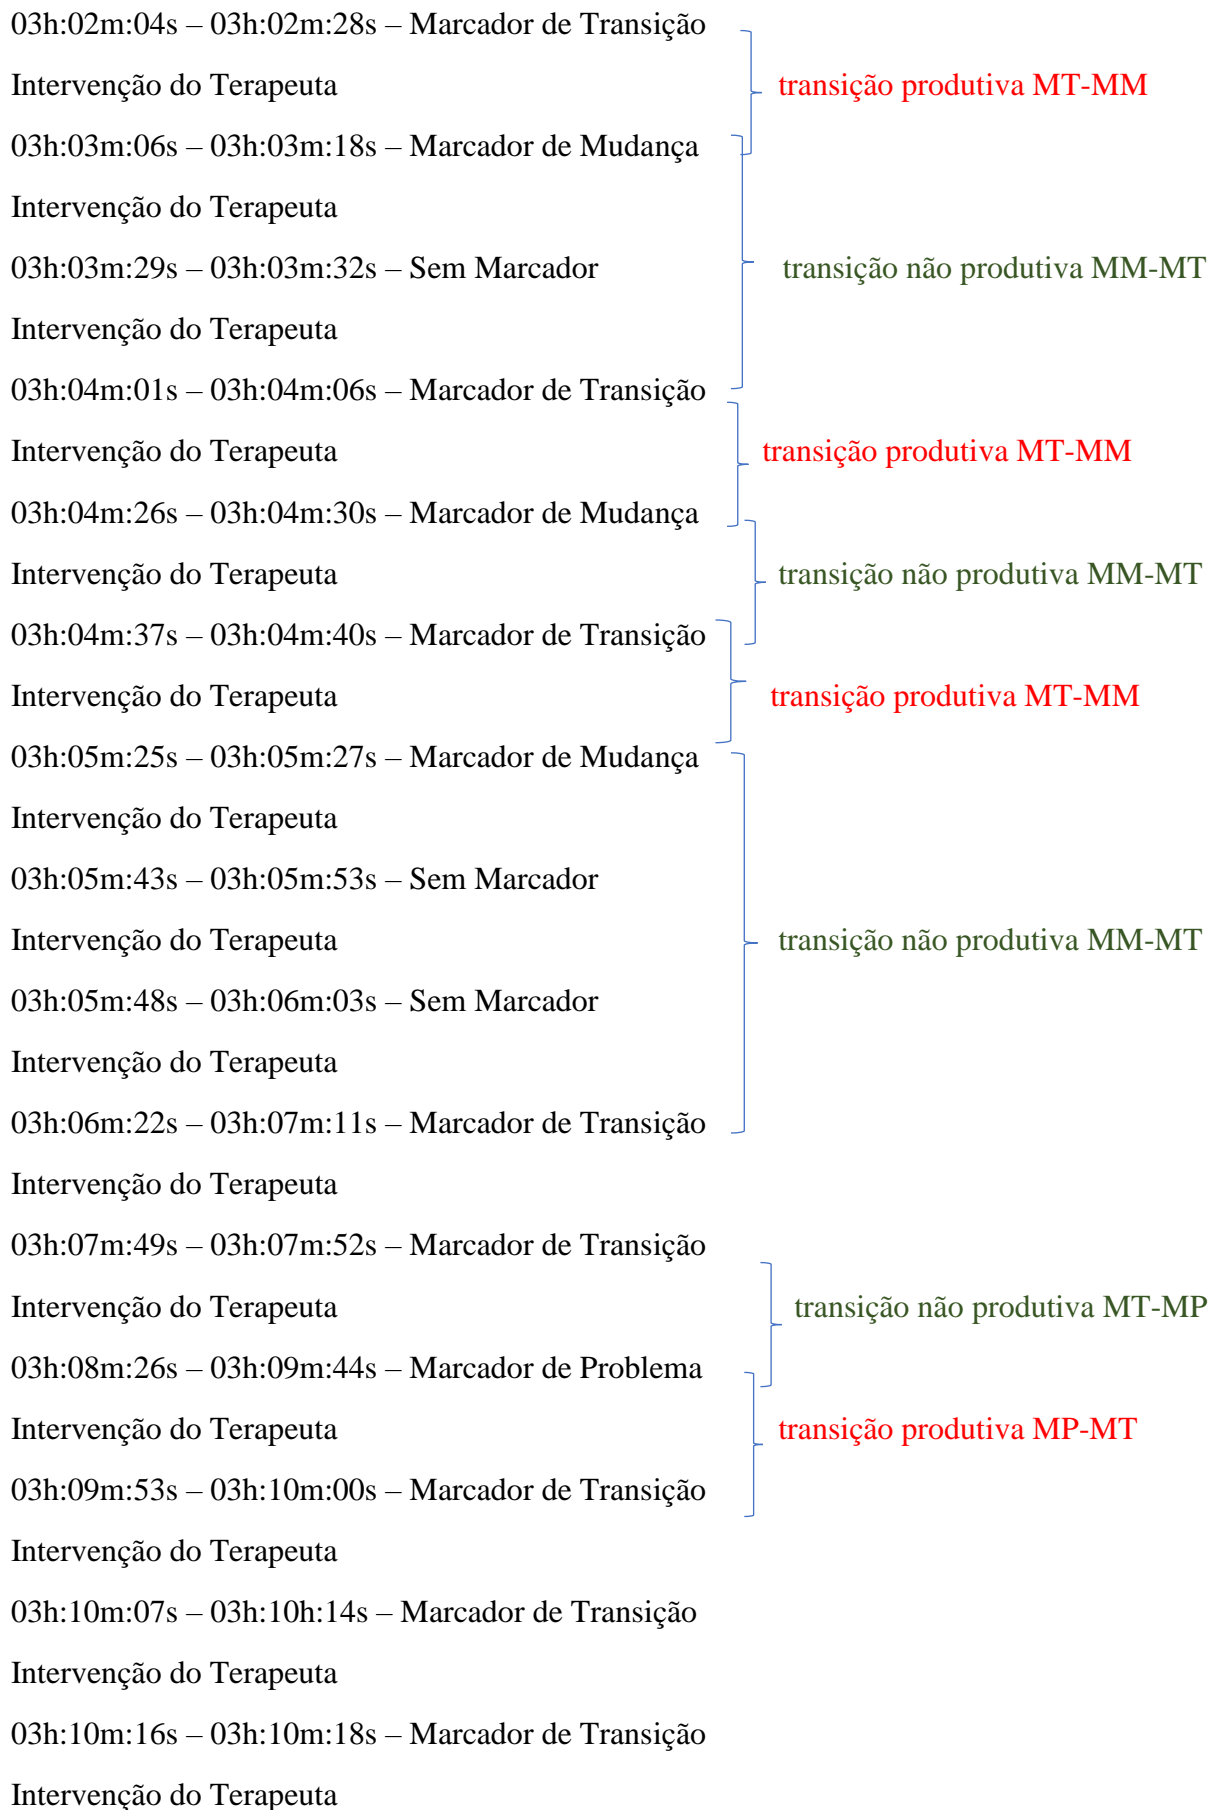 03h:02m:04s – 03h:02m:28s – Marcador de Transição
Intervenção do Terapeuta
transição produtiva MT-MM
03h:03m:06s – 03h:03m:18s – Marcador de Mudança
Intervenção do Terapeuta
03h:03m:29s – 03h:03m:32s – Sem Marcador
transição não produtiva MM-MT
Intervenção do Terapeuta
03h:04m:01s – 03h:04m:06s – Marcador de Transição
Intervenção do Terapeuta
transição produtiva MT-MM
03h:04m:26s – 03h:04m:30s – Marcador de Mudança
Intervenção do Terapeuta
transição não produtiva MM-MT
03h:04m:37s – 03h:04m:40s – Marcador de Transição
Intervenção do Terapeuta
transição produtiva MT-MM
03h:05m:25s – 03h:05m:27s – Marcador de Mudança
Intervenção do Terapeuta
03h:05m:43s – 03h:05m:53s – Sem Marcador
Intervenção do Terapeuta
transição não produtiva MM-MT
03h:05m:48s – 03h:06m:03s – Sem Marcador
Intervenção do Terapeuta
03h:06m:22s – 03h:07m:11s – Marcador de Transição
Intervenção do Terapeuta
03h:07m:49s – 03h:07m:52s – Marcador de Transição
Intervenção do Terapeuta
transição não produtiva MT-MP
03h:08m:26s – 03h:09m:44s – Marcador de Problema
Intervenção do Terapeuta
transição produtiva MP-MT
03h:09m:53s – 03h:10m:00s – Marcador de Transição
Intervenção do Terapeuta
03h:10m:07s – 03h:10h:14s – Marcador de Transição
Intervenção do Terapeuta
03h:10m:16s – 03h:10m:18s – Marcador de Transição
Intervenção do Terapeuta